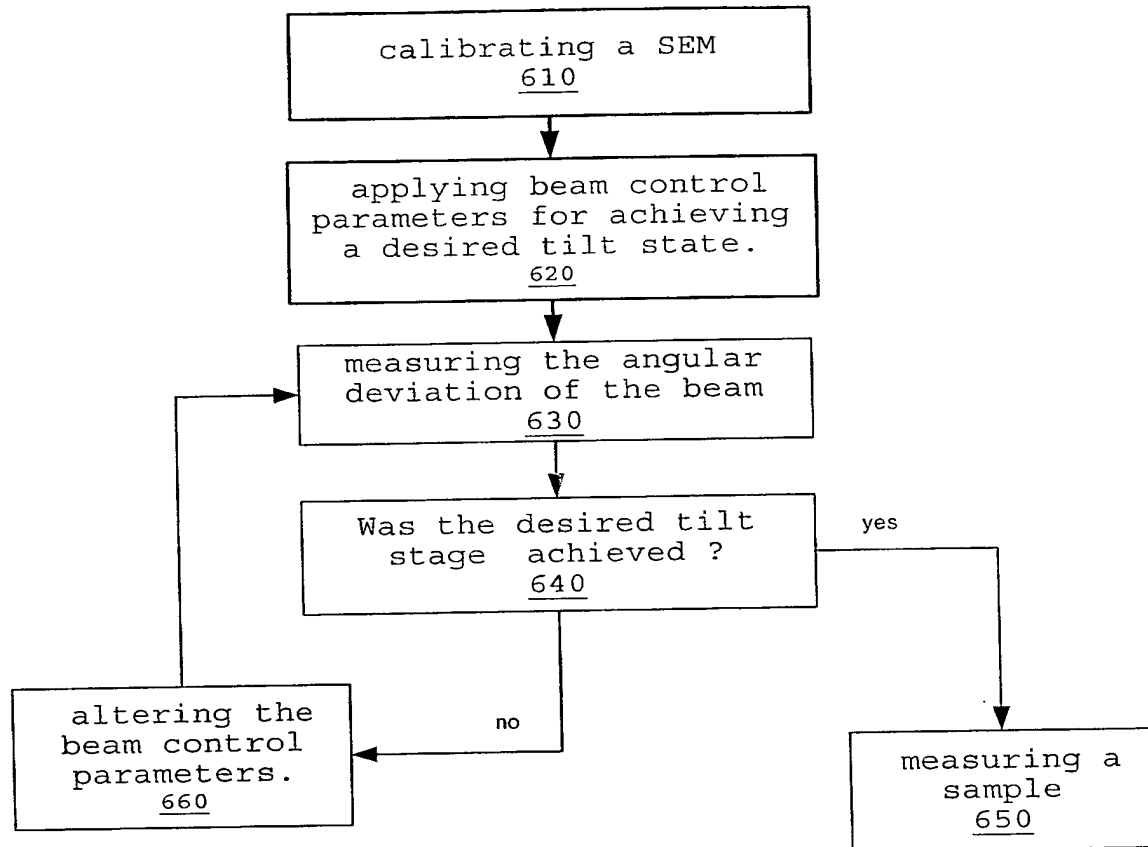 calibrating a SEM
610
applying beam control
parameters for achieving
a desired tilt state.
620
measuring the angular
deviation of the beam
630
Was the desired tilt
stage achieved ?
640
yes
no
altering the
beam control
parameters.
660
measuring a
sample
650